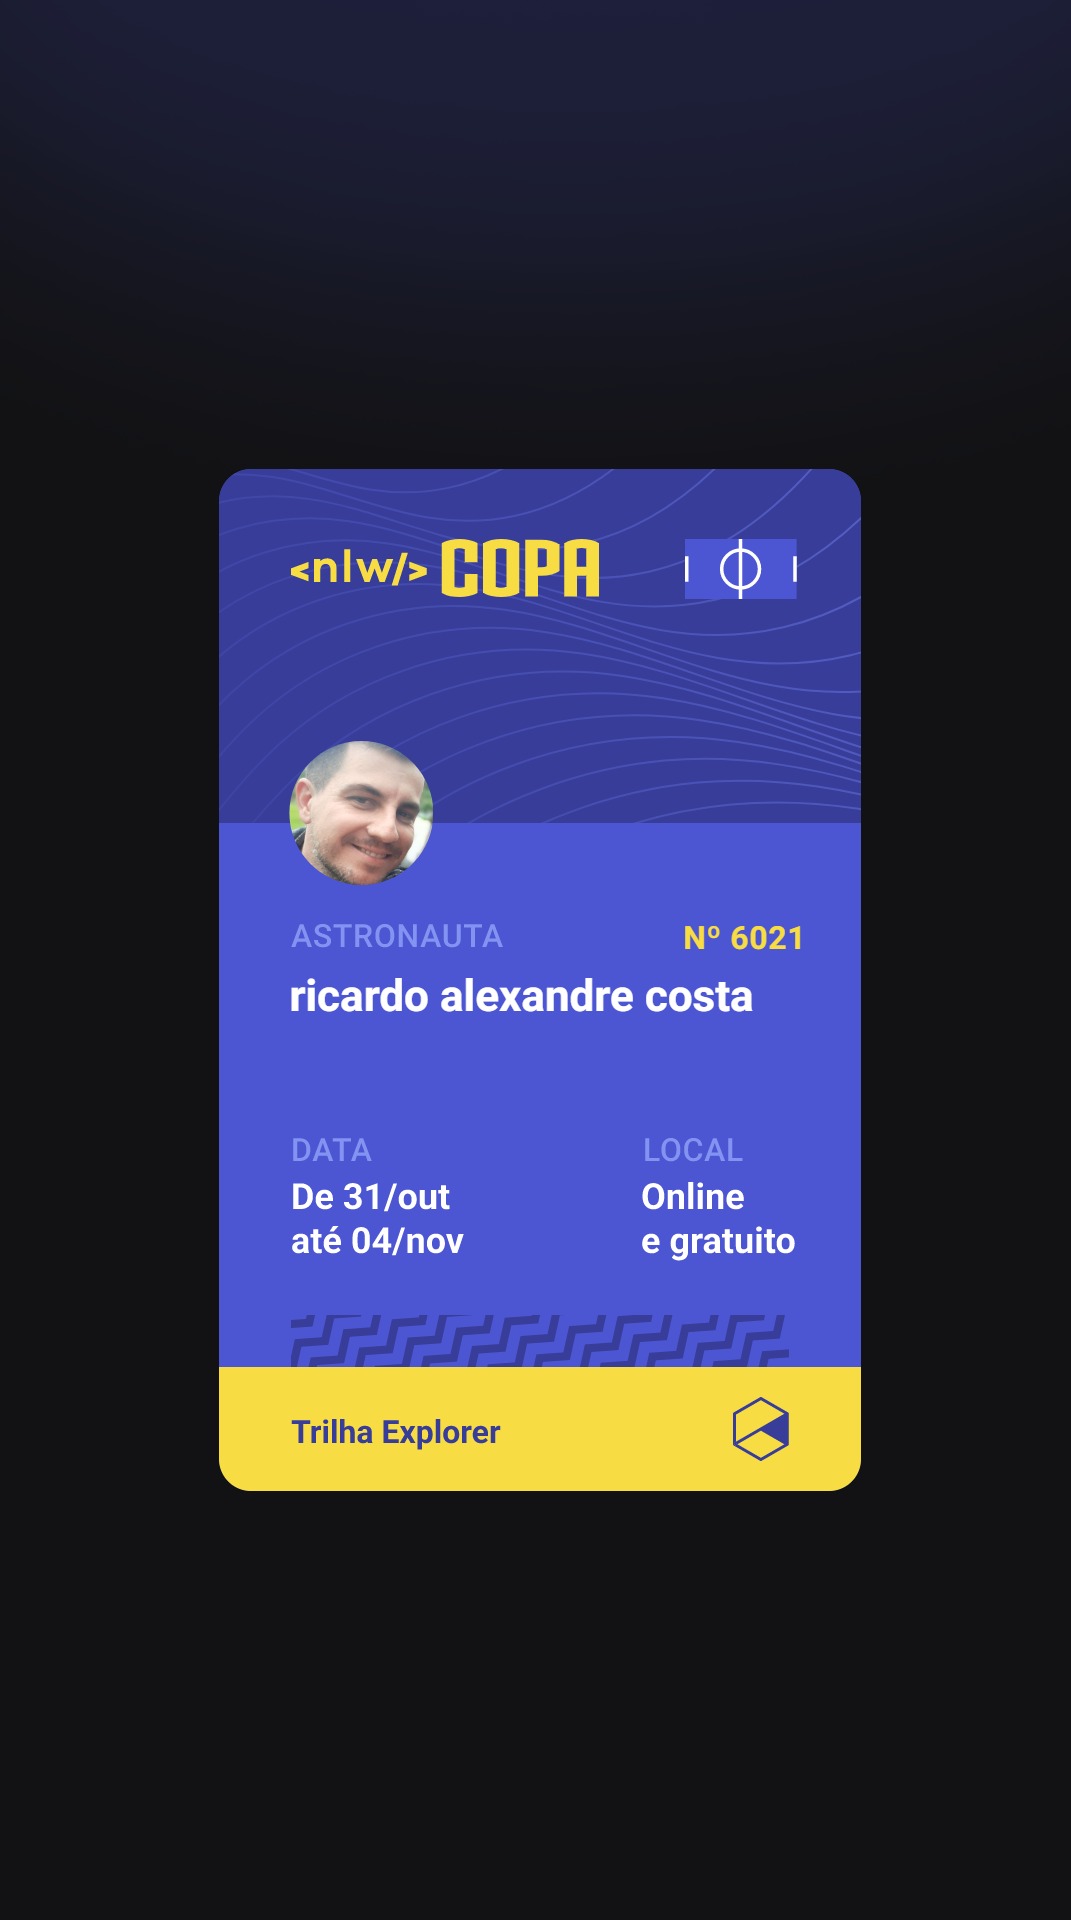 <nlw/> COPA
ASTRONAUTA
Nº 6021
ricardo alexandre costa
DATA
De 31/out
até 04/nov
LOCAL
Online
e gratuito
Trilha Explorer